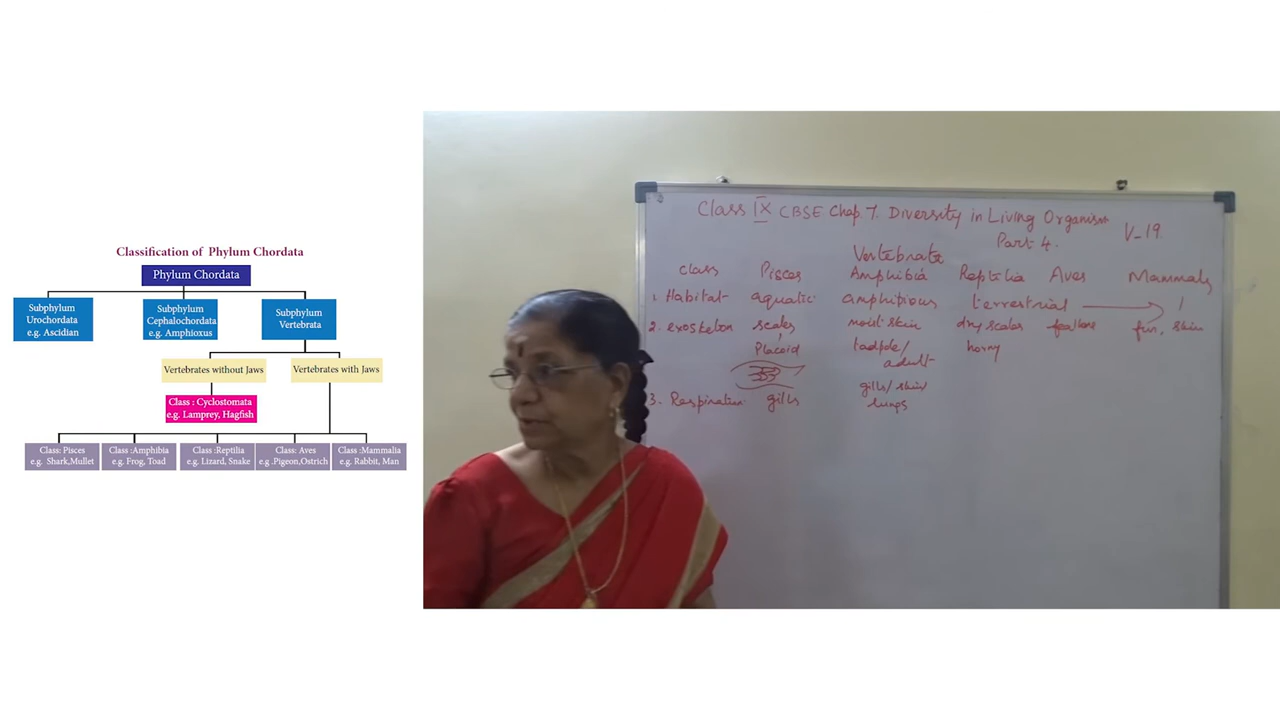 Classification of Phylum Chordata
Phylum Chordata
Subphylum
Urochordata
e.g. Ascidian
Subphylum
Cephalochordata
e.g. Amphioxus
Subphylum
Vertebrata
Vertebrates without Jaws
Vertebrates with Jaws
Class : Cyclostomata
e.g. Lamprey, Hagfish
Class: Pisces
e.g. Shark,Mullet
Class :Amphibia
e.g. Frog, Toad
Class :Reptilia
e.g. Lizard, Snake
Class: Aves
e.g .Pigeon,Ostrich
Class :Mammalia
e.g. Rabbit, Man
Class IX CBSE Chap. 7. Diversity in Living Organism
Part 4.
V-19.
Vertebrate
class Pisces Amphibia Reptilia Aves Mammals
1. Habitat aquatic amphibious terrestrial
2. exoskeleton scales moist skin dry scales feathers fur, skin
Placoid tadpole/ horny
adult
gills/skin/
3. Respiration gills lungs